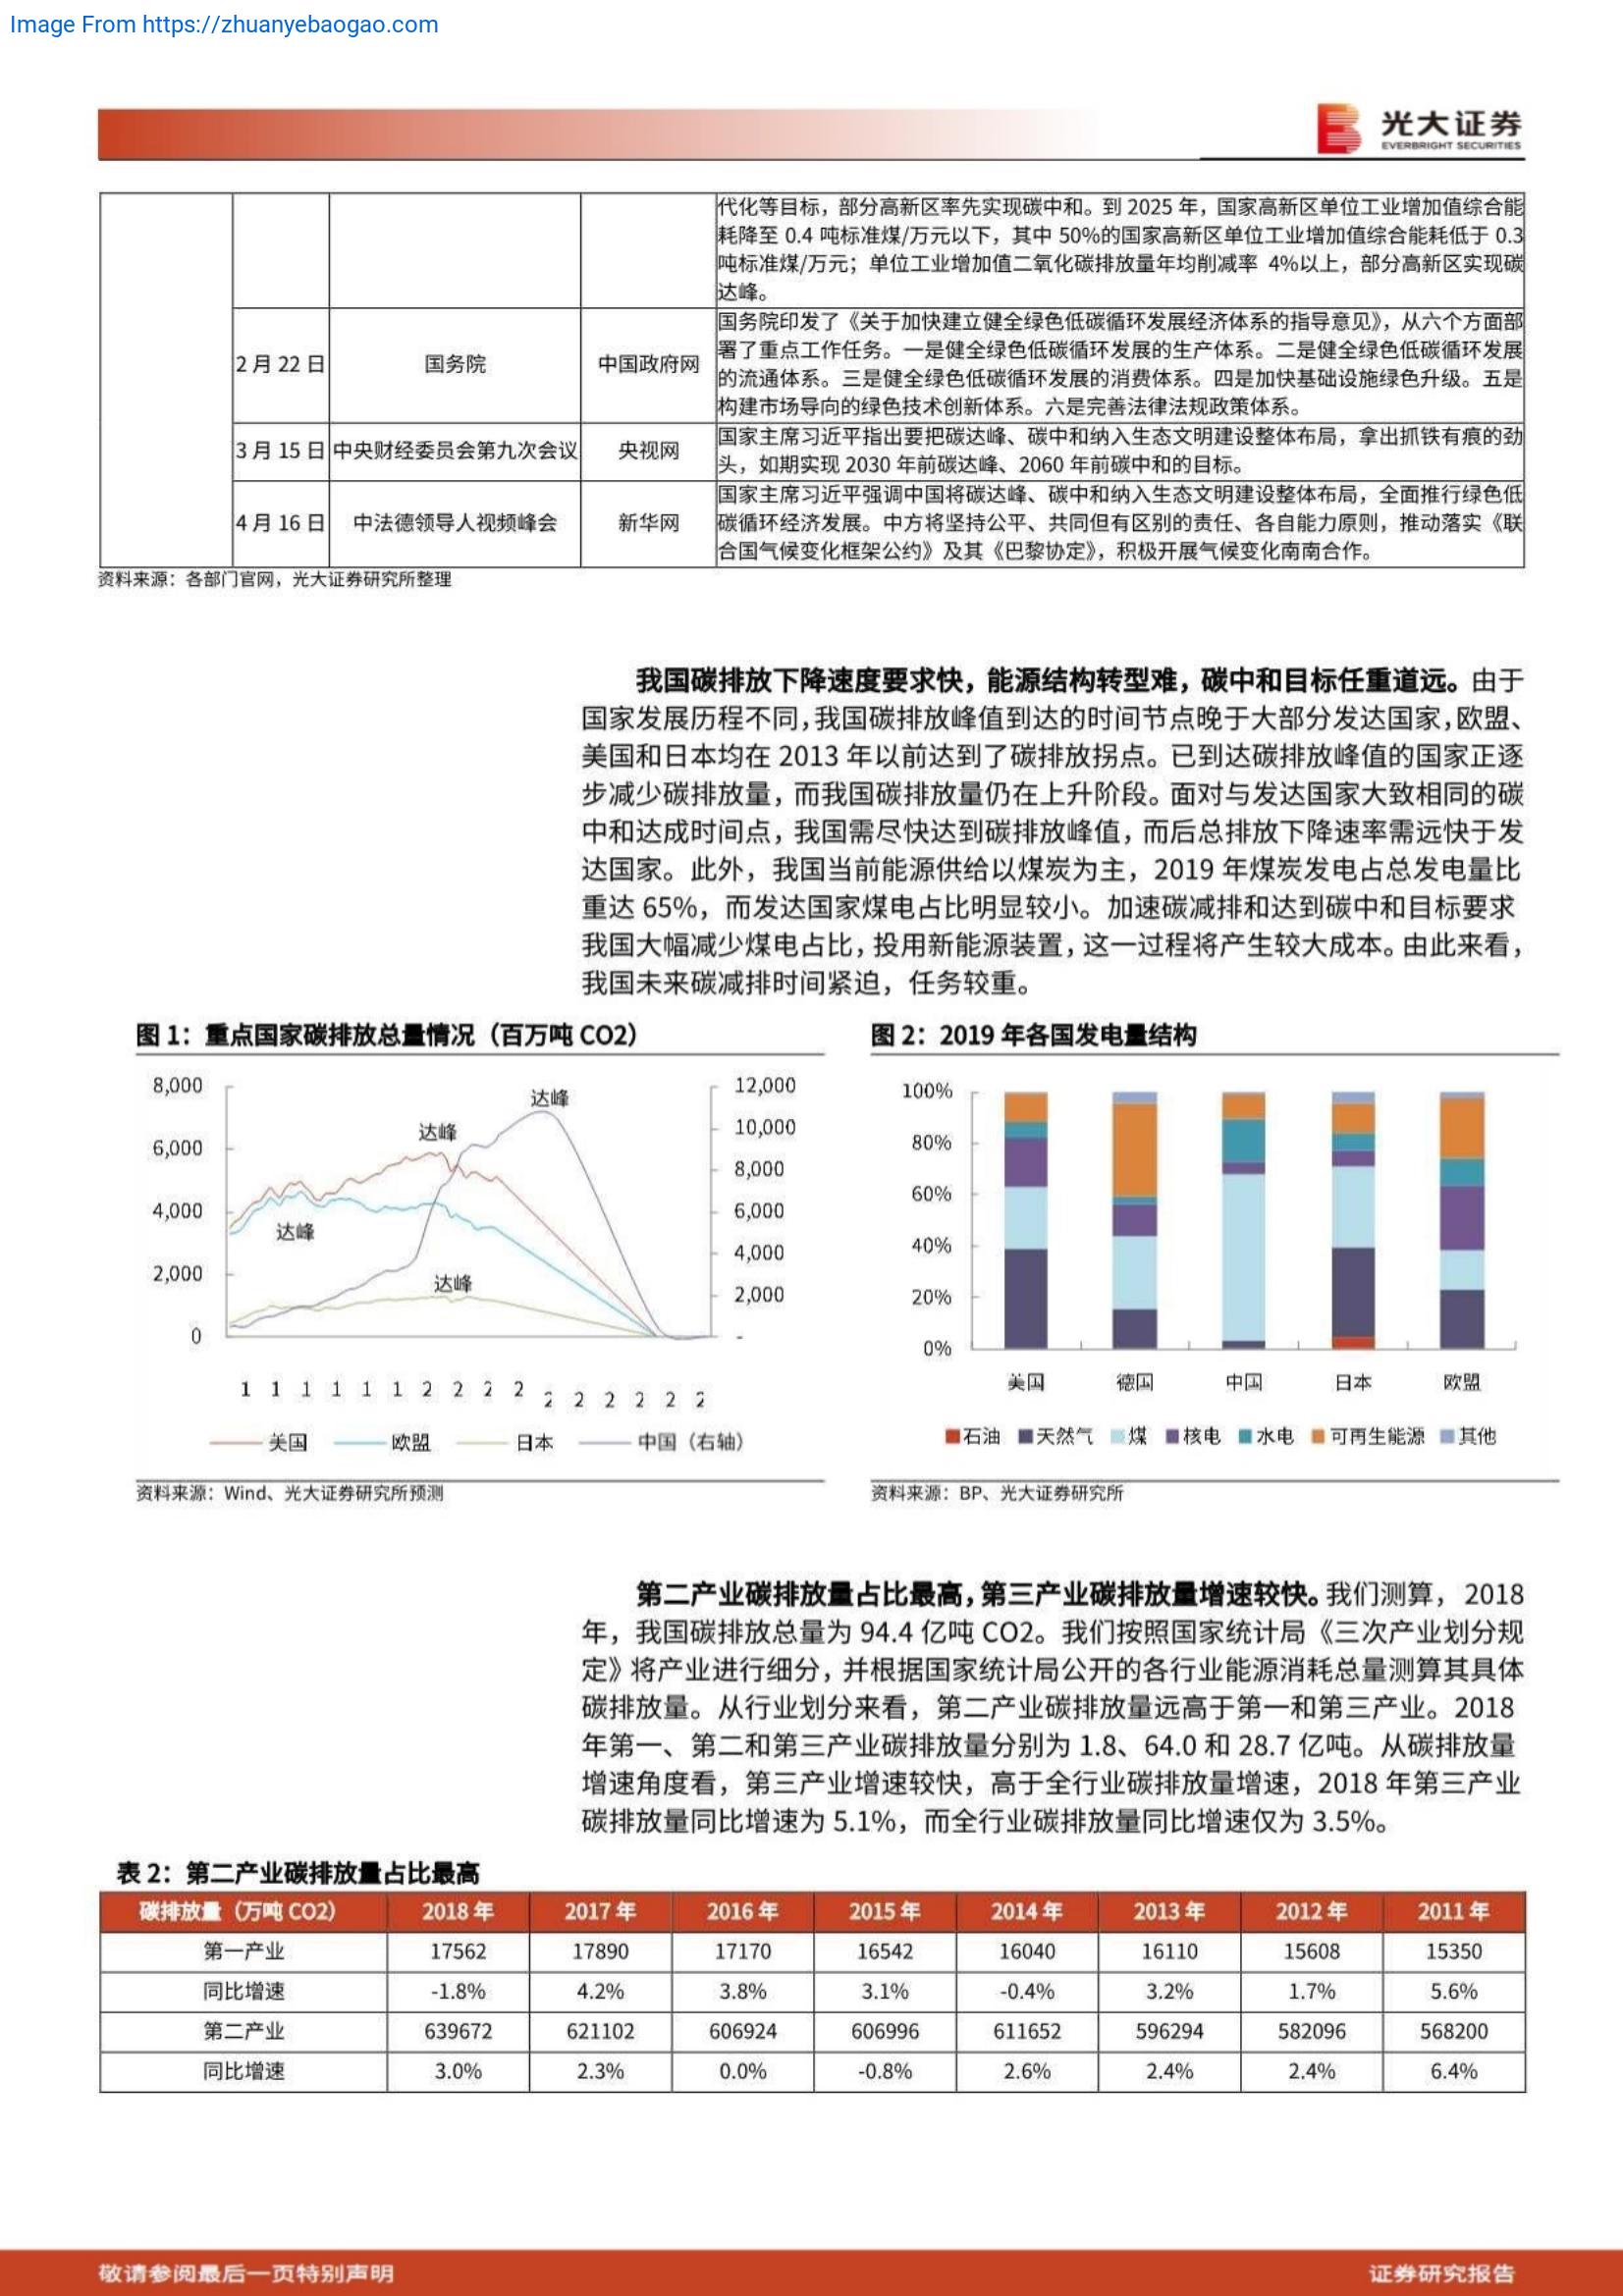 Image From https://zhuanyebaogao.com
光大证券
EVERBRIGHT SECURITIES
代化等目标，部分高新区率先实现碳中和。到 2025 年，国家高新区单位工业增加值综合能
耗降至 0.4 吨标准煤/万元以下，其中 50%的国家高新区单位工业增加值综合能耗低于 0.3
吨标准煤/万元；单位工业增加值二氧化碳排放量年均削减率 4%以上，部分高新区实现碳
达峰。
2 月 22 日 国务院 中国政府网
国务院印发了《关于加快建立健全绿色低碳循环发展经济体系的指导意见》，从六个方面部
署了重点工作任务。一是健全绿色低碳循环发展的生产体系。二是健全绿色低碳循环发展
的流通体系。三是健全绿色低碳循环发展的消费体系。四是加快基础设施绿色升级。五是
构建市场导向的绿色技术创新体系。六是完善法律法规政策体系。
3 月 15 日 中央财经委员会第九次会议 央视网
国家主席习近平指出要把碳达峰、碳中和纳入生态文明建设整体布局，拿出抓铁有痕的劲
头，如期实现 2030 年前碳达峰、2060 年前碳中和的目标。
4 月 16 日 中法德领导人视频峰会 新华网
国家主席习近平强调中国将碳达峰、碳中和纳入生态文明建设整体布局，全面推行绿色低
碳循环经济发展。中方将坚持公平、共同但有区别的责任、各自能力原则，推动落实《联
合国气候变化框架公约》及其《巴黎协定》，积极开展气候变化南南合作。
资料来源：各部门官网，光大证券研究所整理
我国碳排放下降速度要求快，能源结构转型难，碳中和目标任重道远。由于
国家发展历程不同，我国碳排放峰值到达的时间节点晚于大部分发达国家，欧盟、
美国和日本均在 2013 年以前达到了碳排放拐点。已到达碳排放峰值的国家正逐
步减少碳排放量，而我国碳排放量仍在上升阶段。面对与发达国家大致相同的碳
中和达成时间点，我国需尽快达到碳排放峰值，而后总排放下降速率需远快于发
达国家。此外，我国当前能源供给以煤炭为主，2019 年煤炭发电占总发电量比
重达 65%，而发达国家煤电占比明显较小。加速碳减排和达到碳中和目标要求
我国大幅减少煤电占比，投用新能源装置，这一过程将产生较大成本。由此来看，
我国未来碳减排时间紧迫，任务较重。
图 1：重点国家碳排放总量情况（百万吨 CO2）
8,000
6,000
4,000
2,000
0
12,000
10,000
8,000
6,000
4,000
2,000
-
达峰
达峰
达峰
达峰
1 1 1 1 1 1 2 2 2 2 2 2 2 2 2 2
美国 欧盟 日本 中国（右轴）
资料来源：Wind、光大证券研究所预测
图 2：2019 年各国发电量结构
100%
80%
60%
40%
20%
0%
美国 德国 中国 日本 欧盟
石油 天然气 煤 核电 水电 可再生能源 其他
资料来源：BP、光大证券研究所
第二产业碳排放量占比最高，第三产业碳排放量增速较快。我们测算， 2018
年，我国碳排放总量为 94.4 亿吨 CO2。我们按照国家统计局《三次产业划分规
定》将产业进行细分，并根据国家统计局公开的各行业能源消耗总量测算其具体
碳排放量。从行业划分来看，第二产业碳排放量远高于第一和第三产业。2018
年第一、第二和第三产业碳排放量分别为 1.8、64.0 和 28.7 亿吨。从碳排放量
增速角度看，第三产业增速较快，高于全行业碳排放量增速，2018 年第三产业
碳排放量同比增速为 5.1%，而全行业碳排放量同比增速仅为 3.5%。
表 2：第二产业碳排放量占比最高
碳排放量（万吨 CO2） 2018 年 2017 年 2016 年 2015 年 2014 年 2013 年 2012 年 2011 年
第一产业 17562 17890 17170 16542 16040 16110 15608 15350
同比增速 -1.8% 4.2% 3.8% 3.1% -0.4% 3.2% 1.7% 5.6%
第二产业 639672 621102 606924 606996 611652 596294 582096 568200
同比增速 3.0% 2.3% 0.0% -0.8% 2.6% 2.4% 2.4% 6.4%
敬请参阅最后一页特别声明
证券研究报告